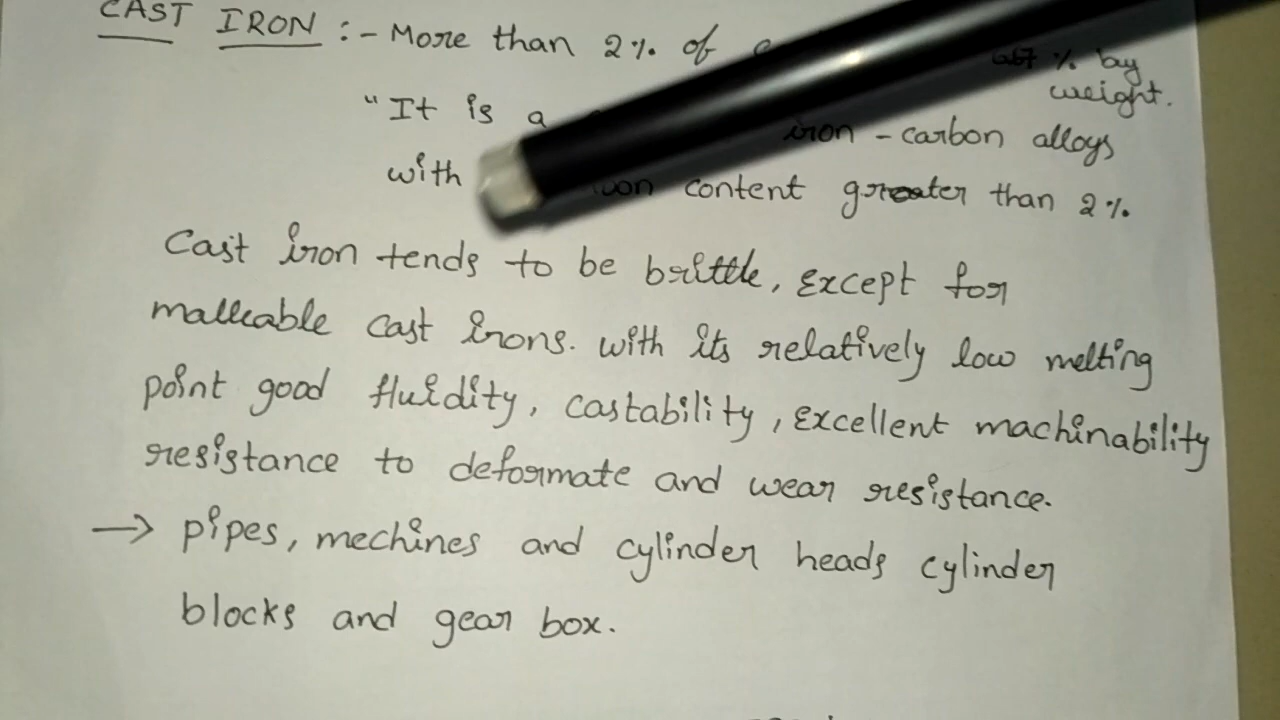 CAST IRON :- More than 2% of % by
weight.
"It is a iron - carbon alloys
with content greater than 2%.
Cast iron tends to be brittle, Except for
malleable cast irons. with its relatively low melting
point good fluidity, castability, Excellent machinability
resistance to deformate and wear resistance.
→ pipes, mechines and cylinder heads cylinder
blocks and gear box.